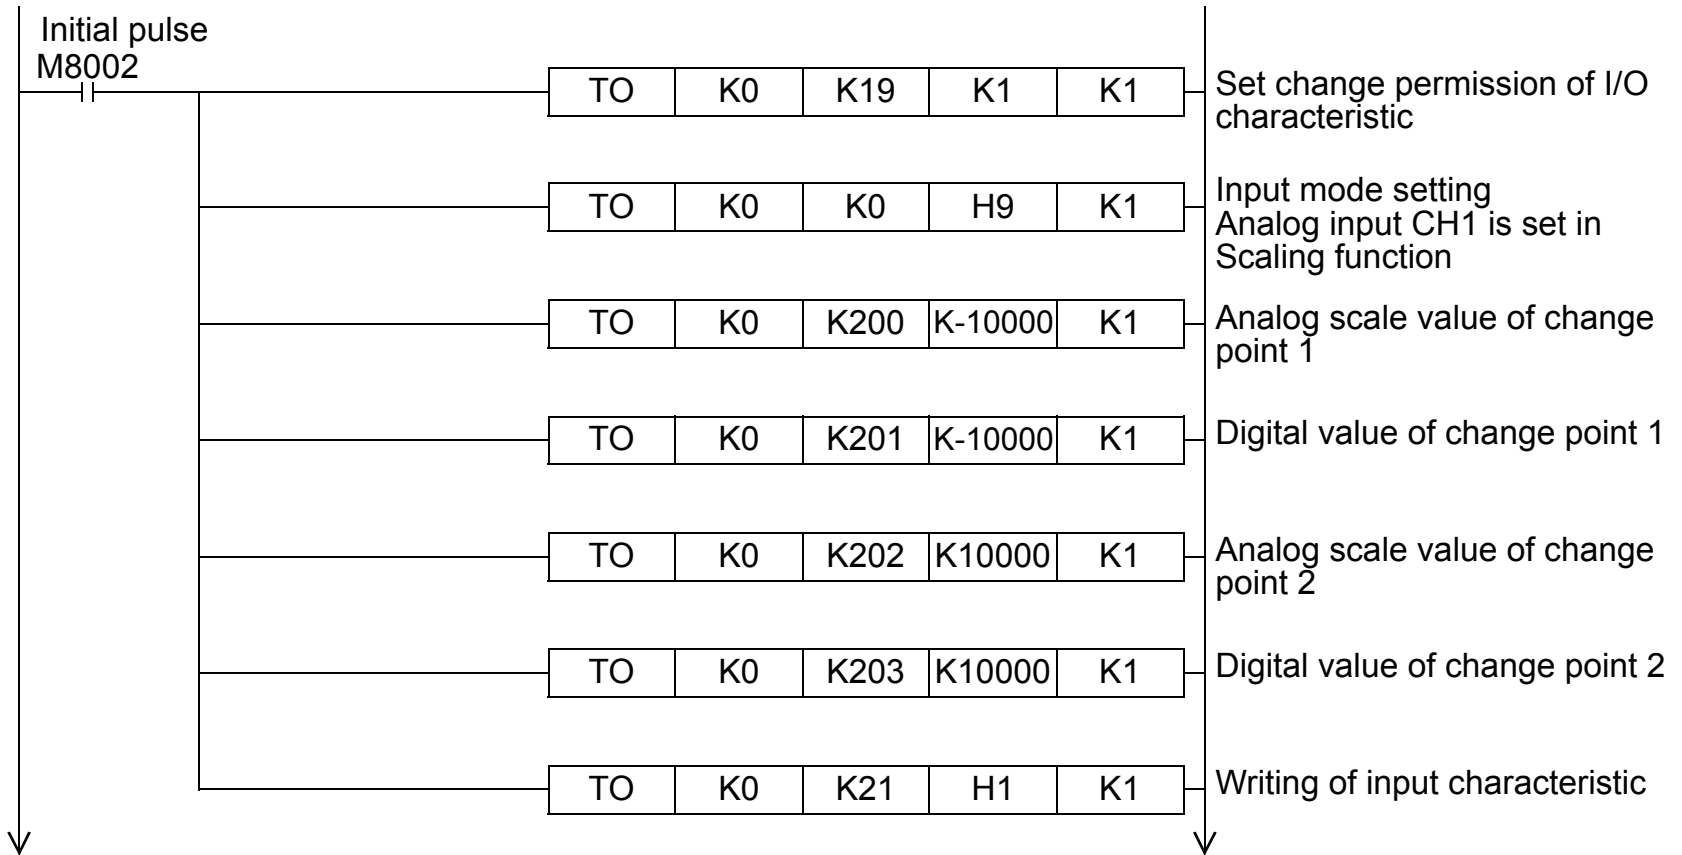 Initial pulse
M8002
TO K0 K19 K1 K1
Set change permission of I/O
characteristic
TO K0 K0 H9 K1
Input mode setting
Analog input CH1 is set in
Scaling function
TO K0 K200 K-10000 K1
Analog scale value of change
point 1
TO K0 K201 K-10000 K1
Digital value of change point 1
TO K0 K202 K10000 K1
Analog scale value of change
point 2
TO K0 K203 K10000 K1
Digital value of change point 2
TO K0 K21 H1 K1
Writing of input characteristic